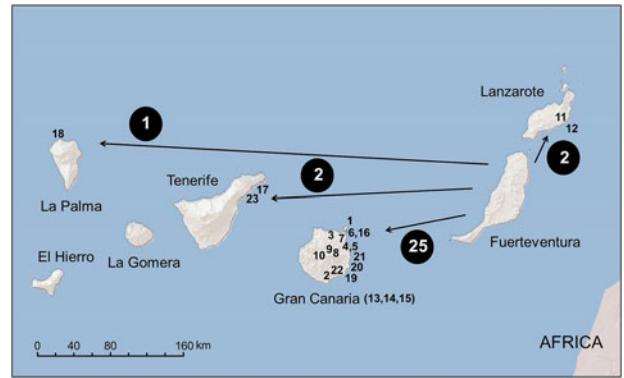 Lanzarote
11
12
18
1
2
2
Tenerife
17
23
La Palma
1
3
7
6,16
25
Fuerteventura
El Hierro
La Gomera
9
8
4,5
10
21
2
22
20
19
Gran Canaria (13,14,15)
0 40 80 160 km
AFRICA